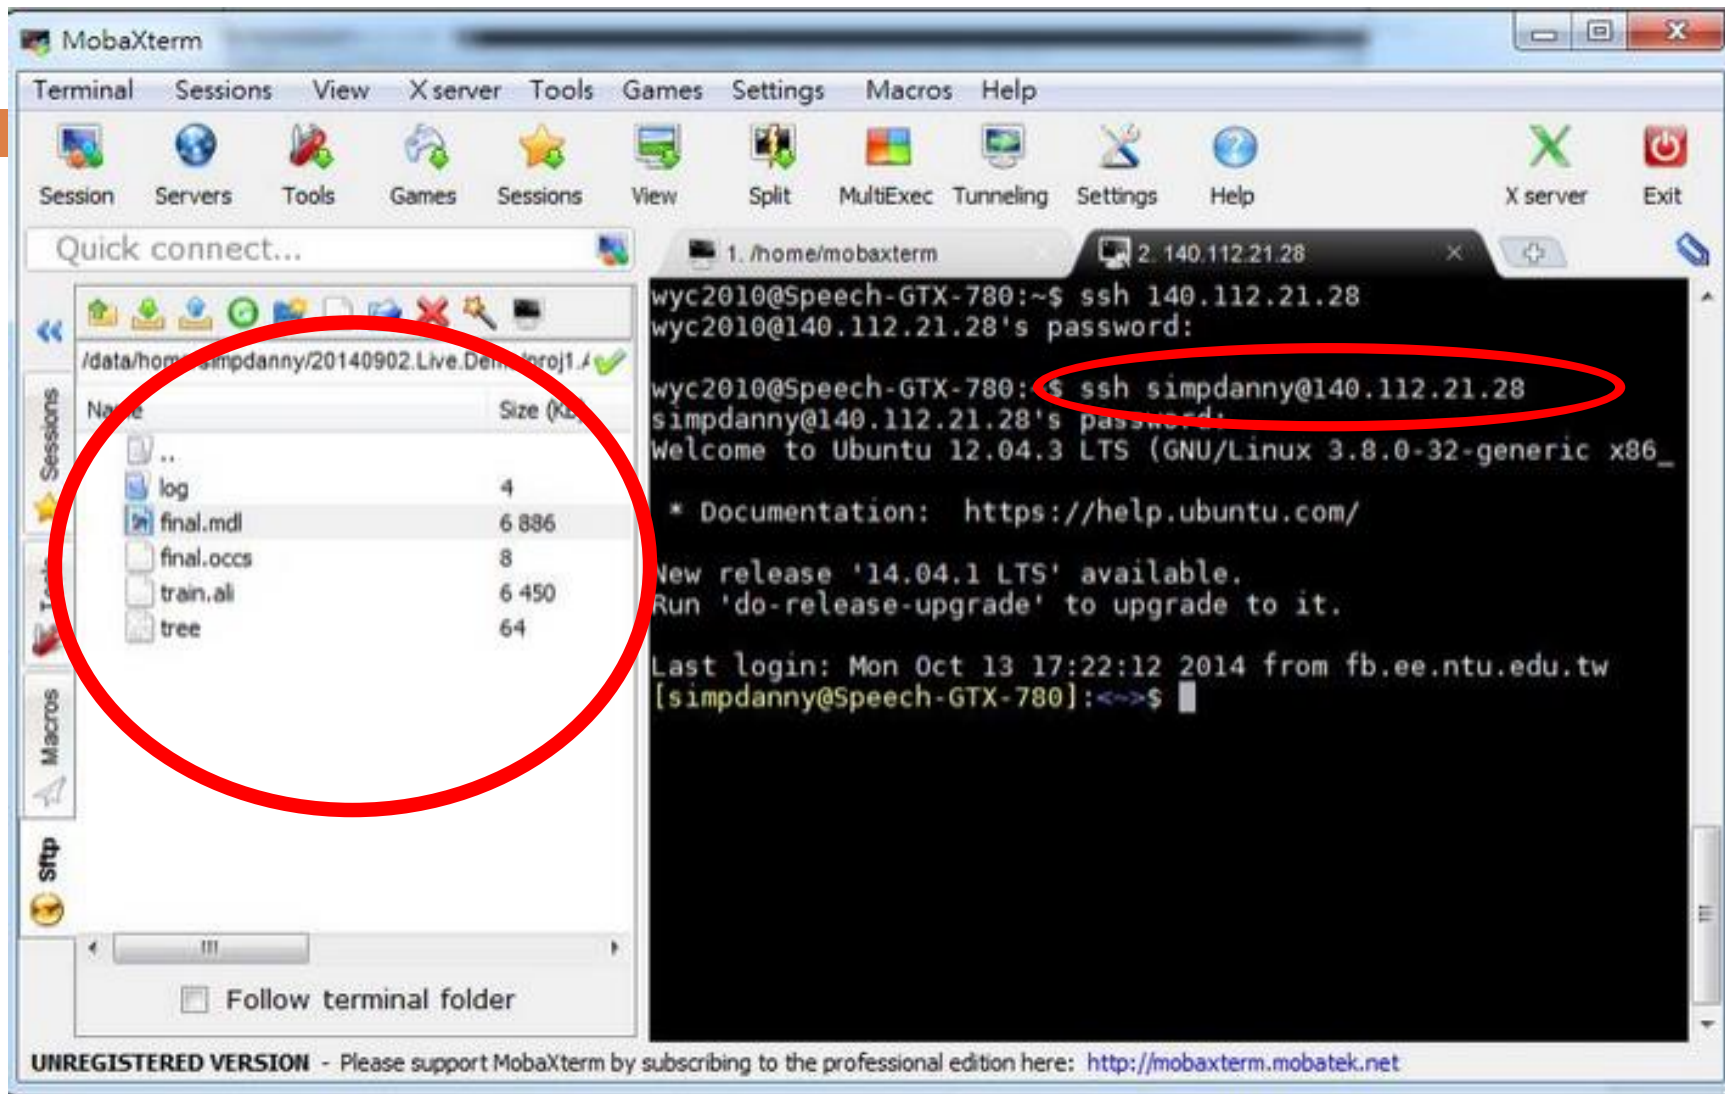 MobaXterm
Terminal Sessions View X server Tools Games Settings Macros Help
Session Servers Tools Games Sessions View Split MultiExec Tunneling Settings Help X server Exit
Quick connect...
1. /home/mobaxterm
2. 140.112.21.28
Sessions
Macros
Sftp
Size
..
log 4
final.mdl 6 886
final.occs 8
train.ali 6 450
tree 64
Follow terminal folder
wyc2010@Speech-GTX-780:~$ ssh 140.112.21.28
wyc2010@140.112.21.28's password:
wyc2010@Speech-GTX-780: $ ssh simpdanny@140.112.21.28
simpdanny@140.112.21.28's password:
Welcome to Ubuntu 12.04.3 LTS (GNU/Linux 3.8.0-32-generic x86_
* Documentation: https://help.ubuntu.com/
New release '14.04.1 LTS' available.
Run 'do-release-upgrade' to upgrade to it.
Last login: Mon Oct 13 17:22:12 2014 from fb.ee.ntu.edu.tw
[simpdanny@Speech-GTX-780]:<~>$
UNREGISTERED VERSION - Please support MobaXterm by subscribing to the professional edition here: http://mobaxterm.mobatek.net